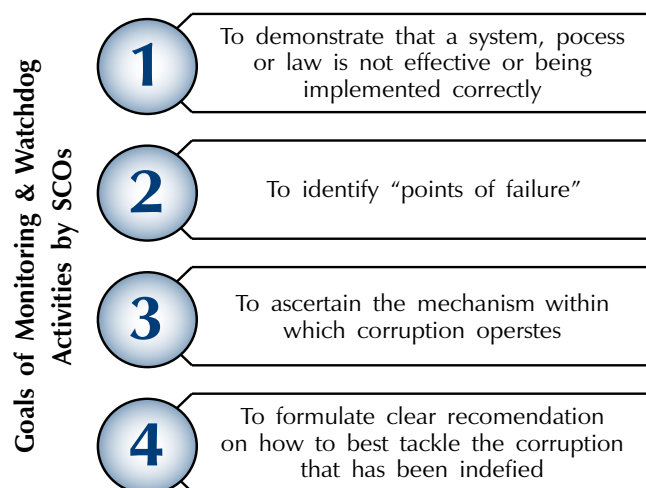 Goals of Monitoring & Watchdog
Activities by SCOs
1
To demonstrate that a system, pocess
or law is not effective or being
implemented correctly
2
To identify “points of failure”
3
To ascertain the mechanism within
which corruption operstes
4
To formulate clear recomendation
on how to best tackle the corruption
that has been indefied